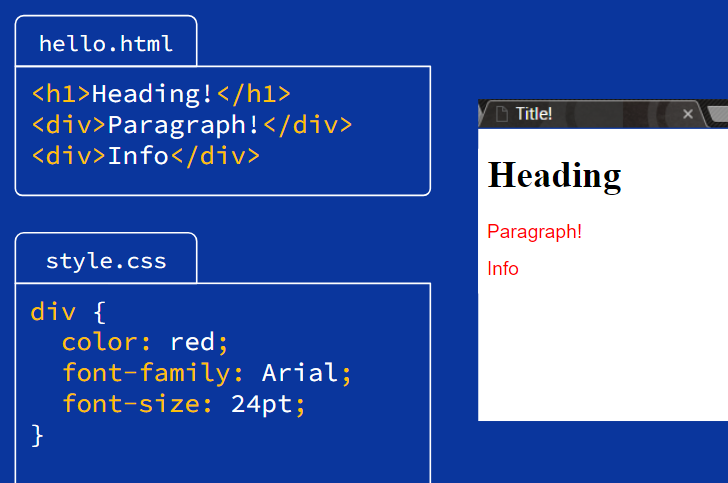 hello.html
<h1>Heading!</h1>
<div>Paragraph!</div>
<div>Info</div>
style.css
div {
  color: red;
  font-family: Arial;
  font-size: 24pt;
}
Title!
Heading
Paragraph!
Info